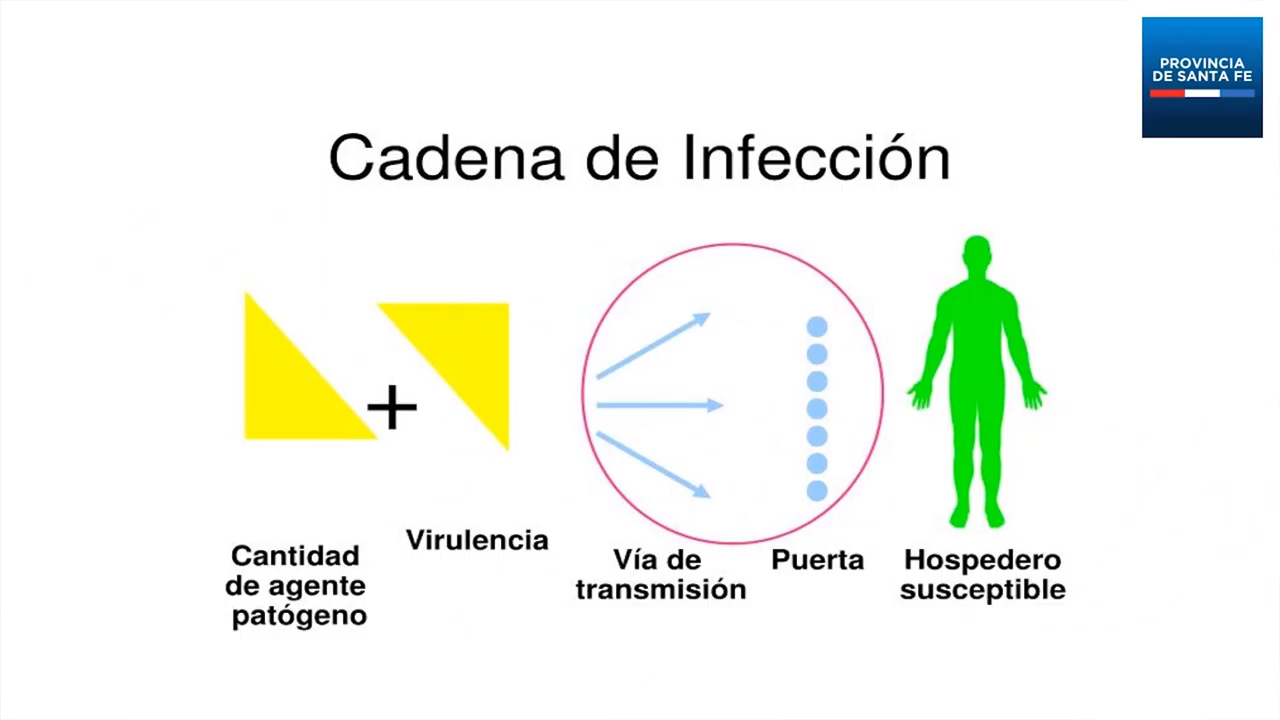 PROVINCIA
DE SANTA FE
Cadena de Infección
Cantidad
de agente
patógeno
Virulencia
Vía de
transmisión
Puerta
Hospedero
susceptible